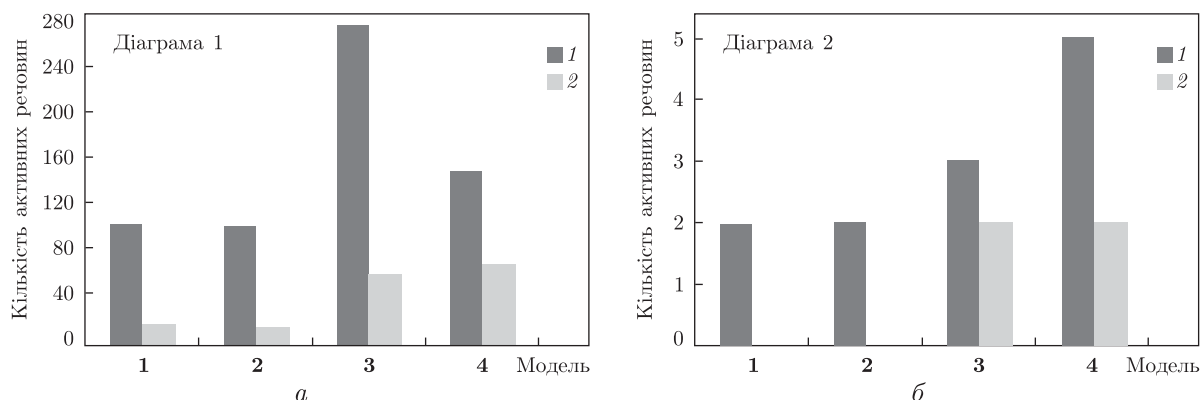 Діаграма 1
Кількість активних речовин
280
240
200
160
120
80
40
0
1
2
1 2 3 4 Модель
а
Діаграма 2
Кількість активних речовин
5
4
3
2
1
0
1
2
1 2 3 4 Модель
б